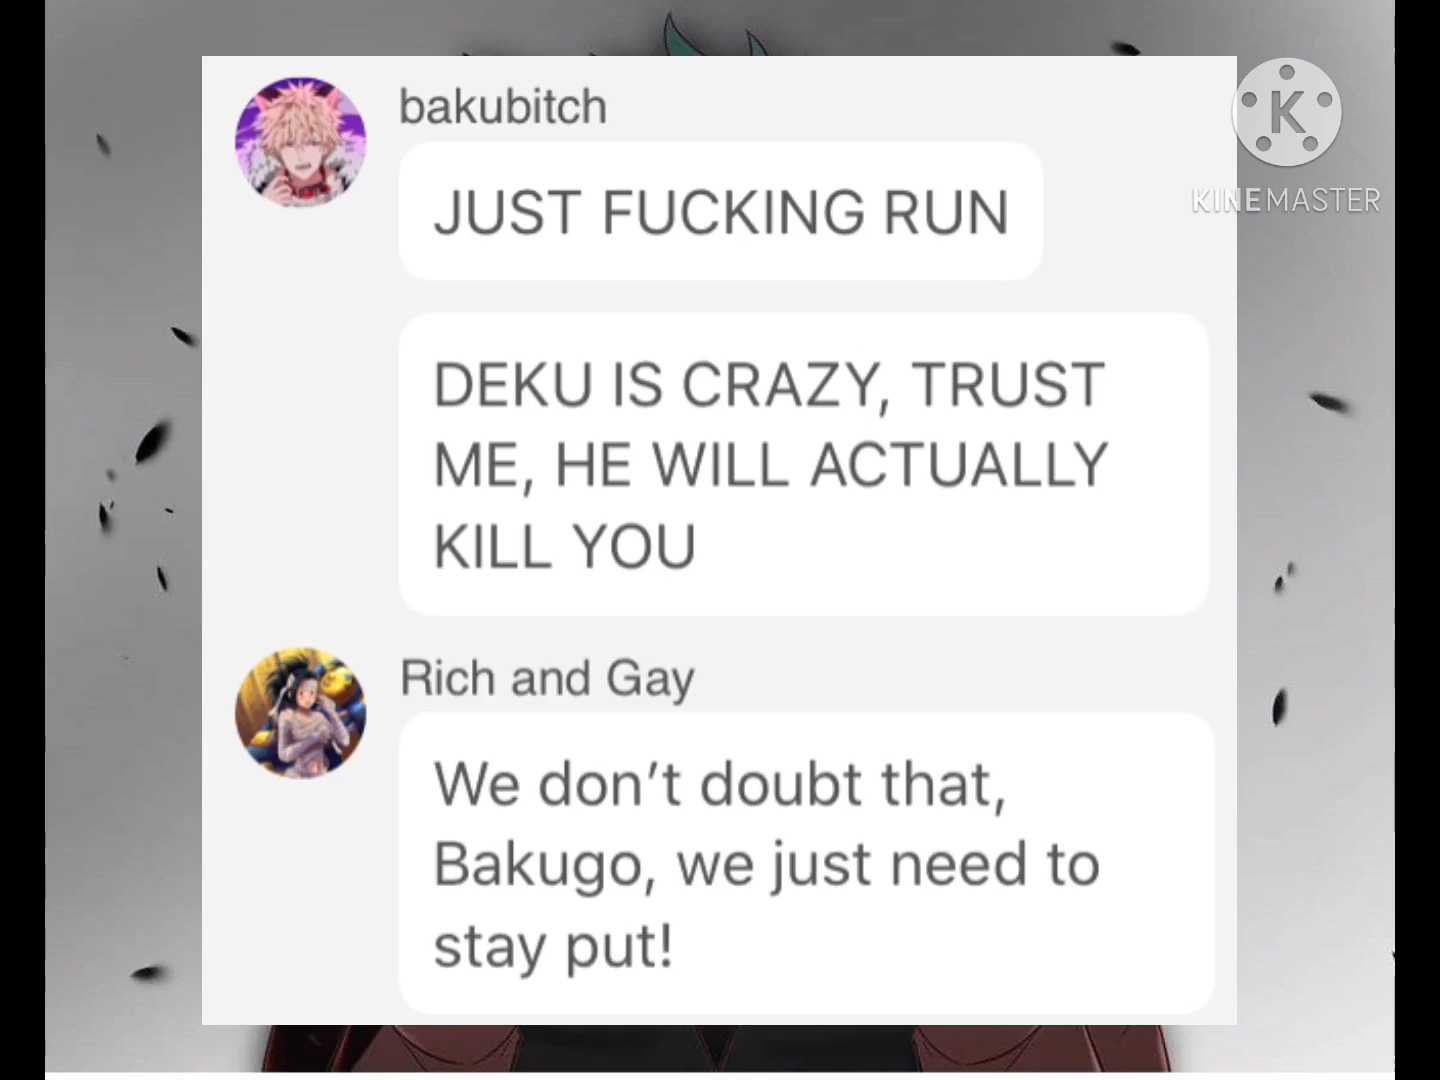 bakubitch
JUST FUCKING RUN
DEKU IS CRAZY, TRUST
ME, HE WILL ACTUALLY
KILL YOU
Rich and Gay
We don’t doubt that,
Bakugo, we just need to
stay put!
K
KINEMASTER